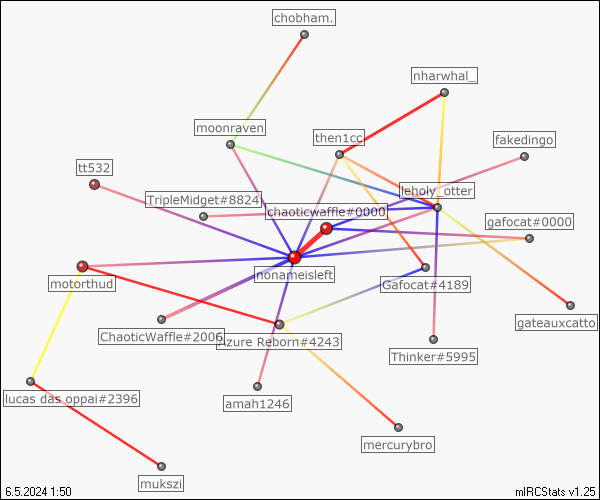 chobham.
nharwhal_
moonraven
then1cc
fakedingo
tt532
leholy_otter
TripleMidget#8824
chaoticwaffle#0000
gafocat#0000
nonameisleft
motorthud
Gafocat#4189
gateauxcatto
ChaoticWaffle#2006
Azure Reborn#4243
Thinker#5995
lucas das oppai#2396
amah1246
mercurybro
mukszi
6.5.2024 1:50
mIRCStats v1.25